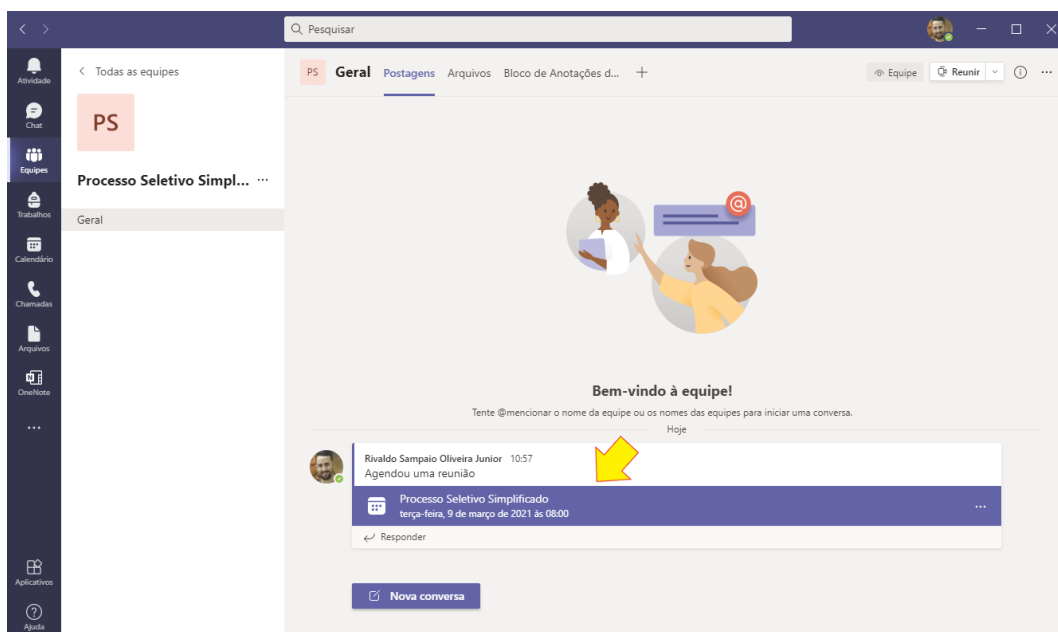 Pesquisar
Atividade
Chat
Equipes
Trabalhos
Calendário
Chamadas
Arquivos
OneNote
Aplicativos
Ajuda
Todas as equipes
PS
Processo Seletivo Simpl... ...
Geral
PS Geral Postagens Arquivos Bloco de Anotações d... +
Equipe Reunir ...
Bem-vindo à equipe!
Tente @mencionar o nome da equipe ou os nomes das equipes para iniciar uma conversa.
Hoje
Rivaldo Sampaio Oliveira Junior 10:57
Agendou uma reunião
Processo Seletivo Simplificado
terça-feira, 9 de março de 2021 às 08:00
Responder
Nova conversa